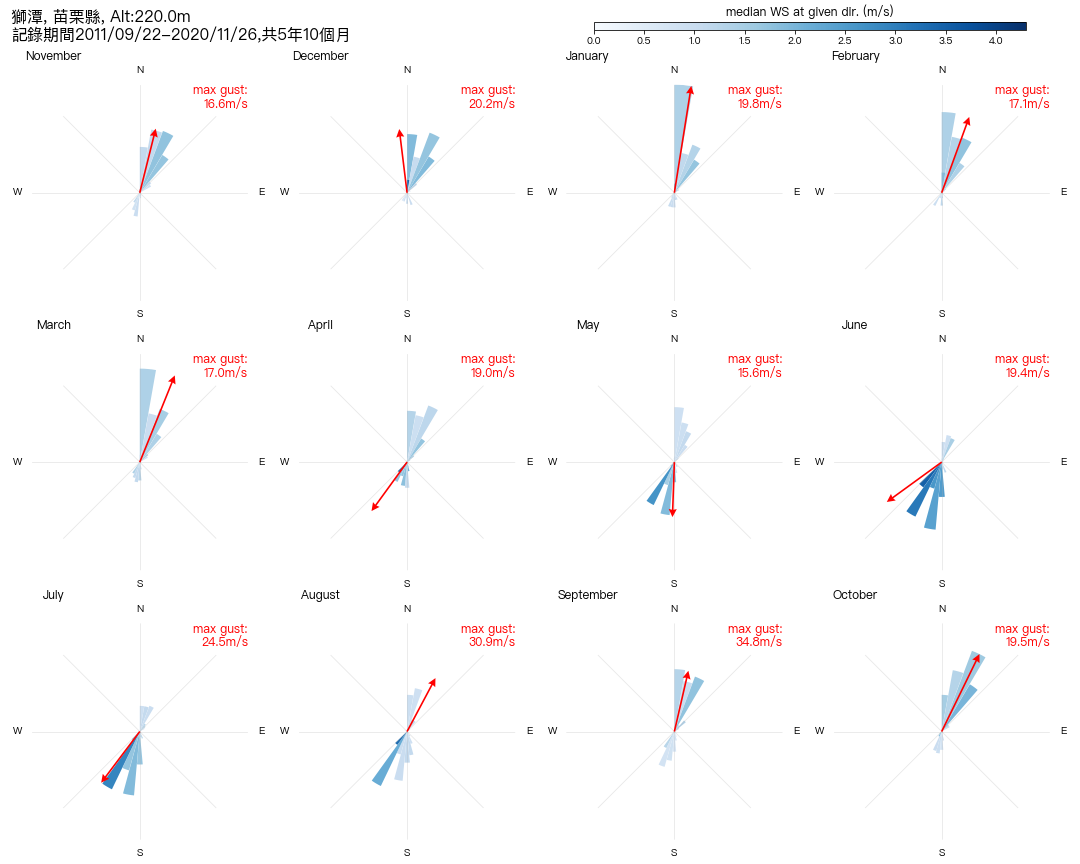 獅潭, 苗栗縣, Alt:220.0m
記錄期間2011/09/22–2020/11/26,共5年10個月
median WS at given dir. (m/s)
0.0 0.5 1.0 1.5 2.0 2.5 3.0 3.5 4.0
November
N
max gust:
16.6m/s
W E
S
December
N
max gust:
20.2m/s
W E
January
N
max gust:
19.8m/s
W E
February
N
max gust:
17.1m/s
W E
March
N
max gust:
17.0m/s
W E
S
April
N
max gust:
19.0m/s
W E
S
May
N
max gust:
15.6m/s
W E
S
June
N
max gust:
19.4m/s
W E
S
July
N
max gust:
24.5m/s
W E
S
August
N
max gust:
30.9m/s
W E
S
September
N
max gust:
34.8m/s
W E
S
October
N
max gust:
19.5m/s
W E
S